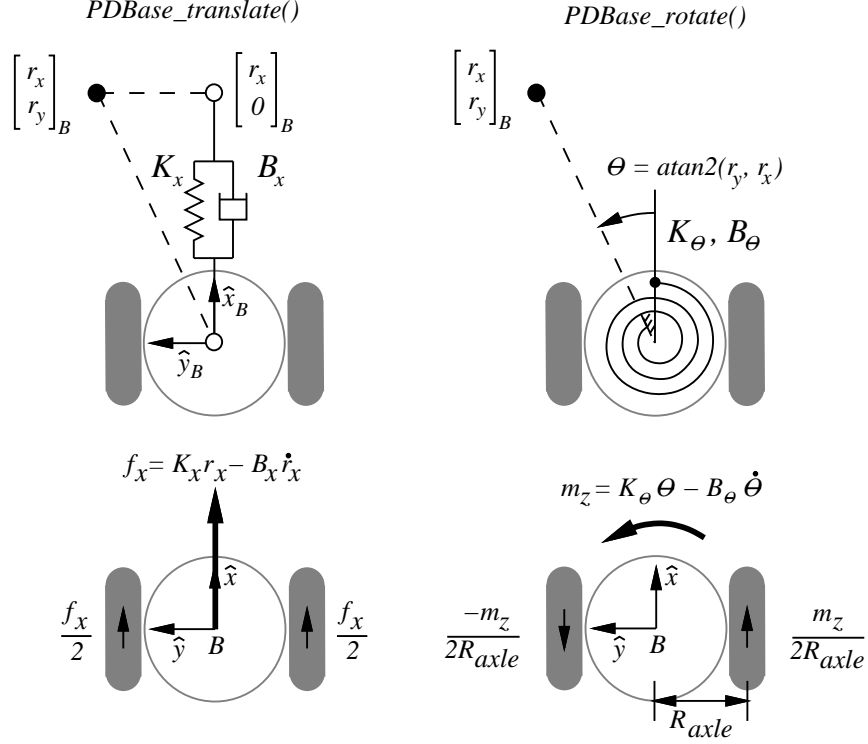 PDBase_translate()
PDBase_rotate()
[r_x r_y]_B
[r_x 0]_B
[r_x r_y]_B
K_x
B_x
Θ = atan2(r_y, r_x)
K_Θ, B_Θ
x̂_B
ŷ_B
f_x = K_x r_x – B_x ṙ_x
m_z = K_Θ Θ – B_Θ Θ̇
f_x/2
x̂
ŷ
B
f_x/2
-m_z/2R_axle
x̂
ŷ
B
m_z/2R_axle
R_axle